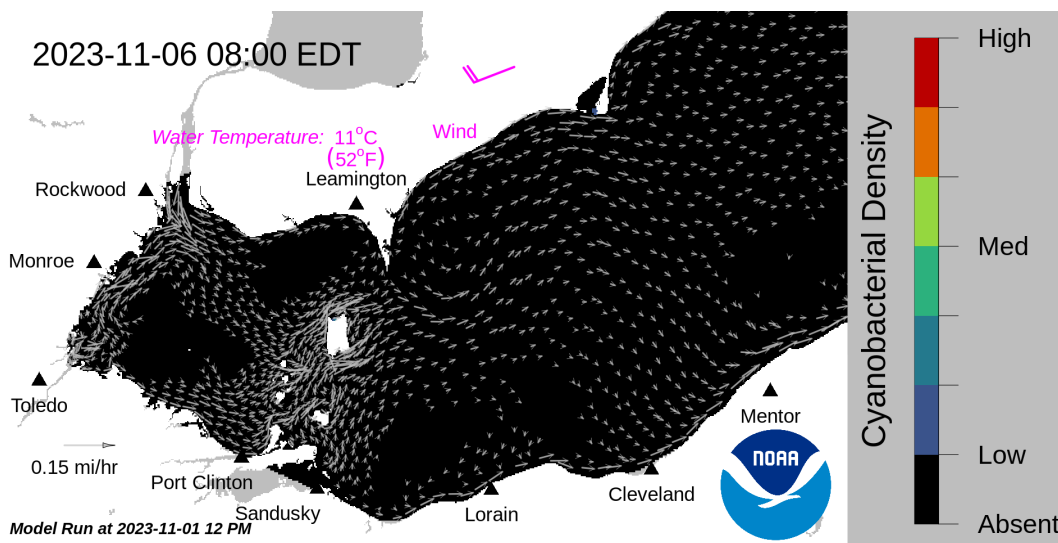 2023-11-06 08:00 EDT
Water Temperature: 11°C
(52°F)
Wind
Leamington
Rockwood
Monroe
Toledo
0.15 mi/hr
Port Clinton
Sandusky
Lorain
Cleveland
Mentor
NOAA
Model Run at 2023-11-01 12 PM
Cyanobacterial Density
High
Med
Low
Absent